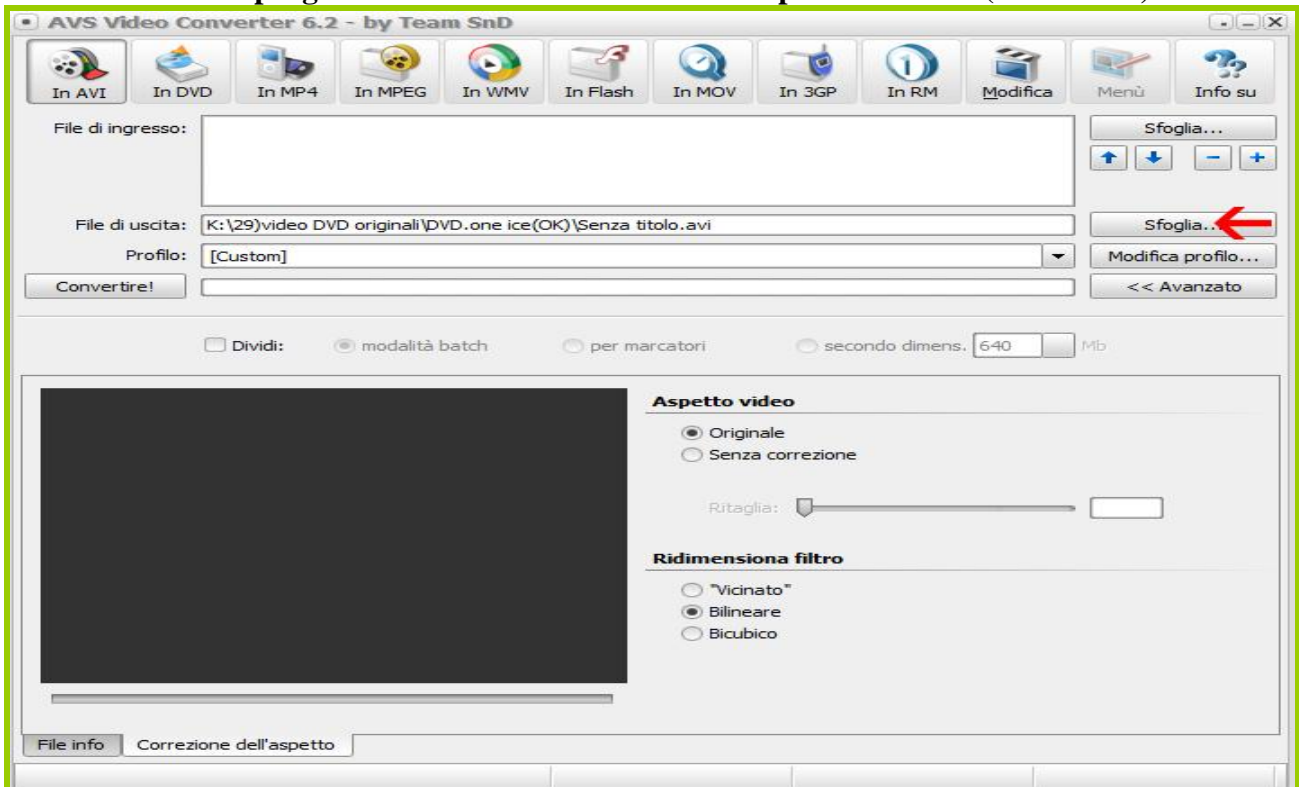 AVS Video Converter 6.2 - by Team SnD
In AVI In DVD In MP4 In MPEG In WMV In Flash In MOV In 3GP In RM Modifica Menù Info su
File di ingresso: Sfoglia...
File di uscita: K:\29)video DVD originali\DVD.one ice(OK)\Senza titolo.avi Sfoglia...
Profilo: [Custom] Modifica profilo...
Convertire! << Avanzato
Dividi: modalità batch per marcatori secondo dimens. 640 Mb
Aspetto video
Originale
Senza correzione
Ritaglia:
Ridimensiona filtro
"Vicinato"
Bilineare
Bicubico
File info Correzione dell'aspetto